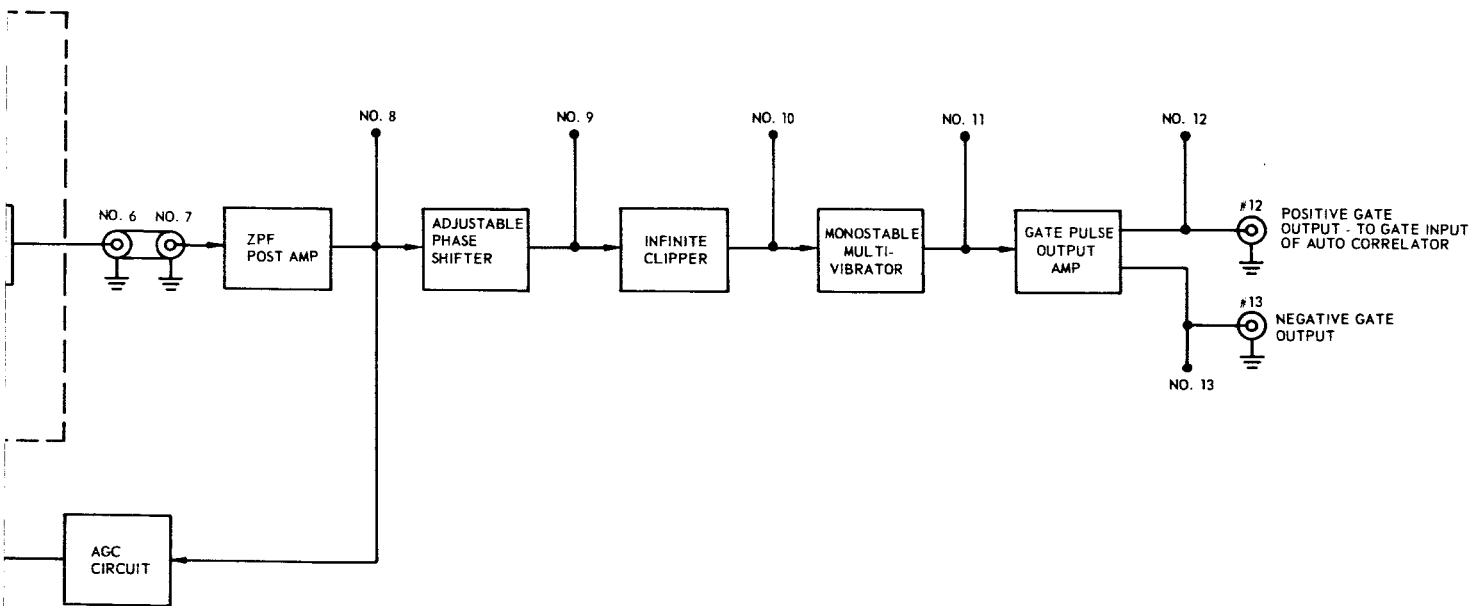 NO. 8
NO. 9
NO. 10
NO. 11
NO. 12
NO. 6
NO. 7
ZPF
POST AMP
ADJUSTABLE
PHASE
SHIFTER
INFINITE
CLIPPER
MONOSTABLE
MULTI-
VIBRATOR
GATE PULSE
OUTPUT
AMP
#12
POSITIVE GATE
OUTPUT - TO GATE INPUT
OF AUTO CORRELATOR
#13
NEGATIVE GATE
OUTPUT
NO. 13
AGC
CIRCUIT